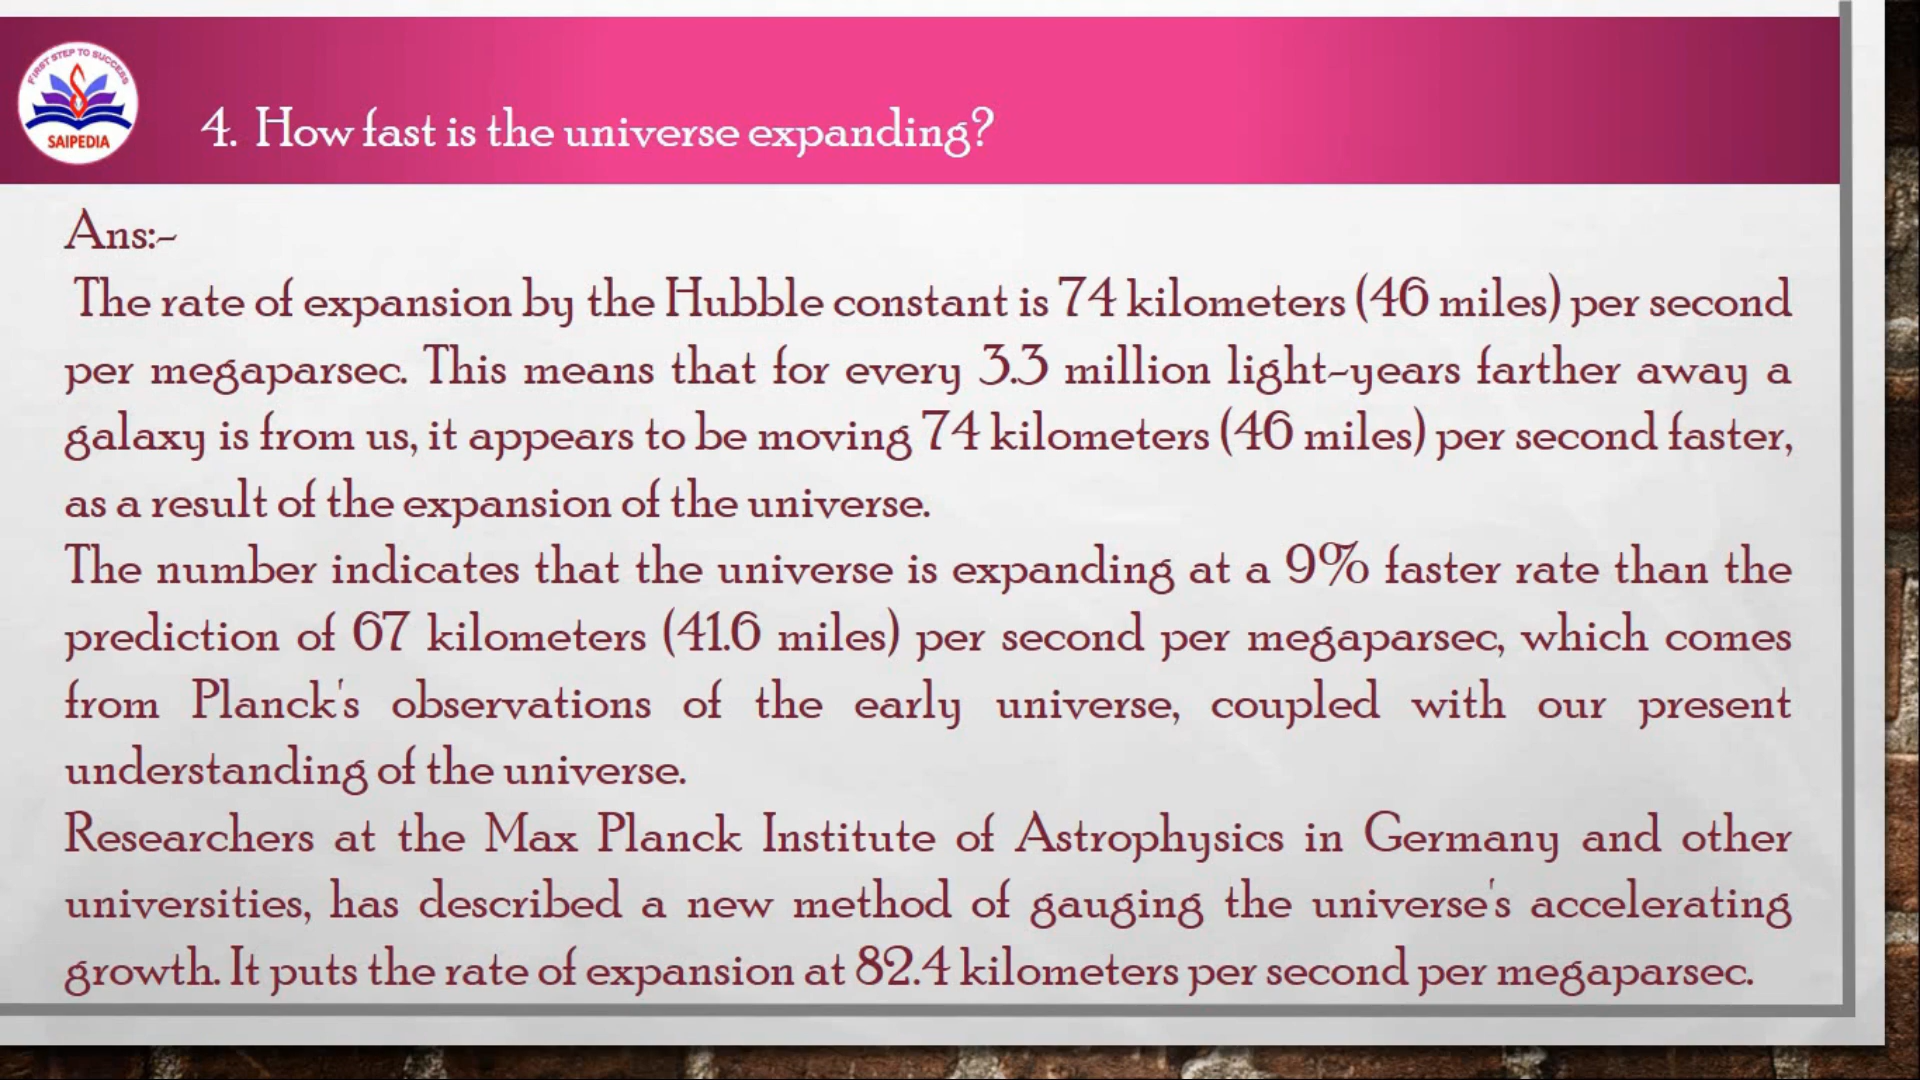 FIRST STEP TO SUCCESS
SAIPEDIA
4. How fast is the universe expanding?
Ans:-
The rate of expansion by the Hubble constant is 74 kilometers (46 miles) per second
per megaparsec. This means that for every 3.3 million light-years farther away a
galaxy is from us, it appears to be moving 74 kilometers (46 miles) per second faster,
as a result of the expansion of the universe.
The number indicates that the universe is expanding at a 9% faster rate than the
prediction of 67 kilometers (41.6 miles) per second per megaparsec, which comes
from Planck's observations of the early universe, coupled with our present
understanding of the universe.
Researchers at the Max Planck Institute of Astrophysics in Germany and other
universities, has described a new method of gauging the universe's accelerating
growth. It puts the rate of expansion at 82.4 kilometers per second per megaparsec.